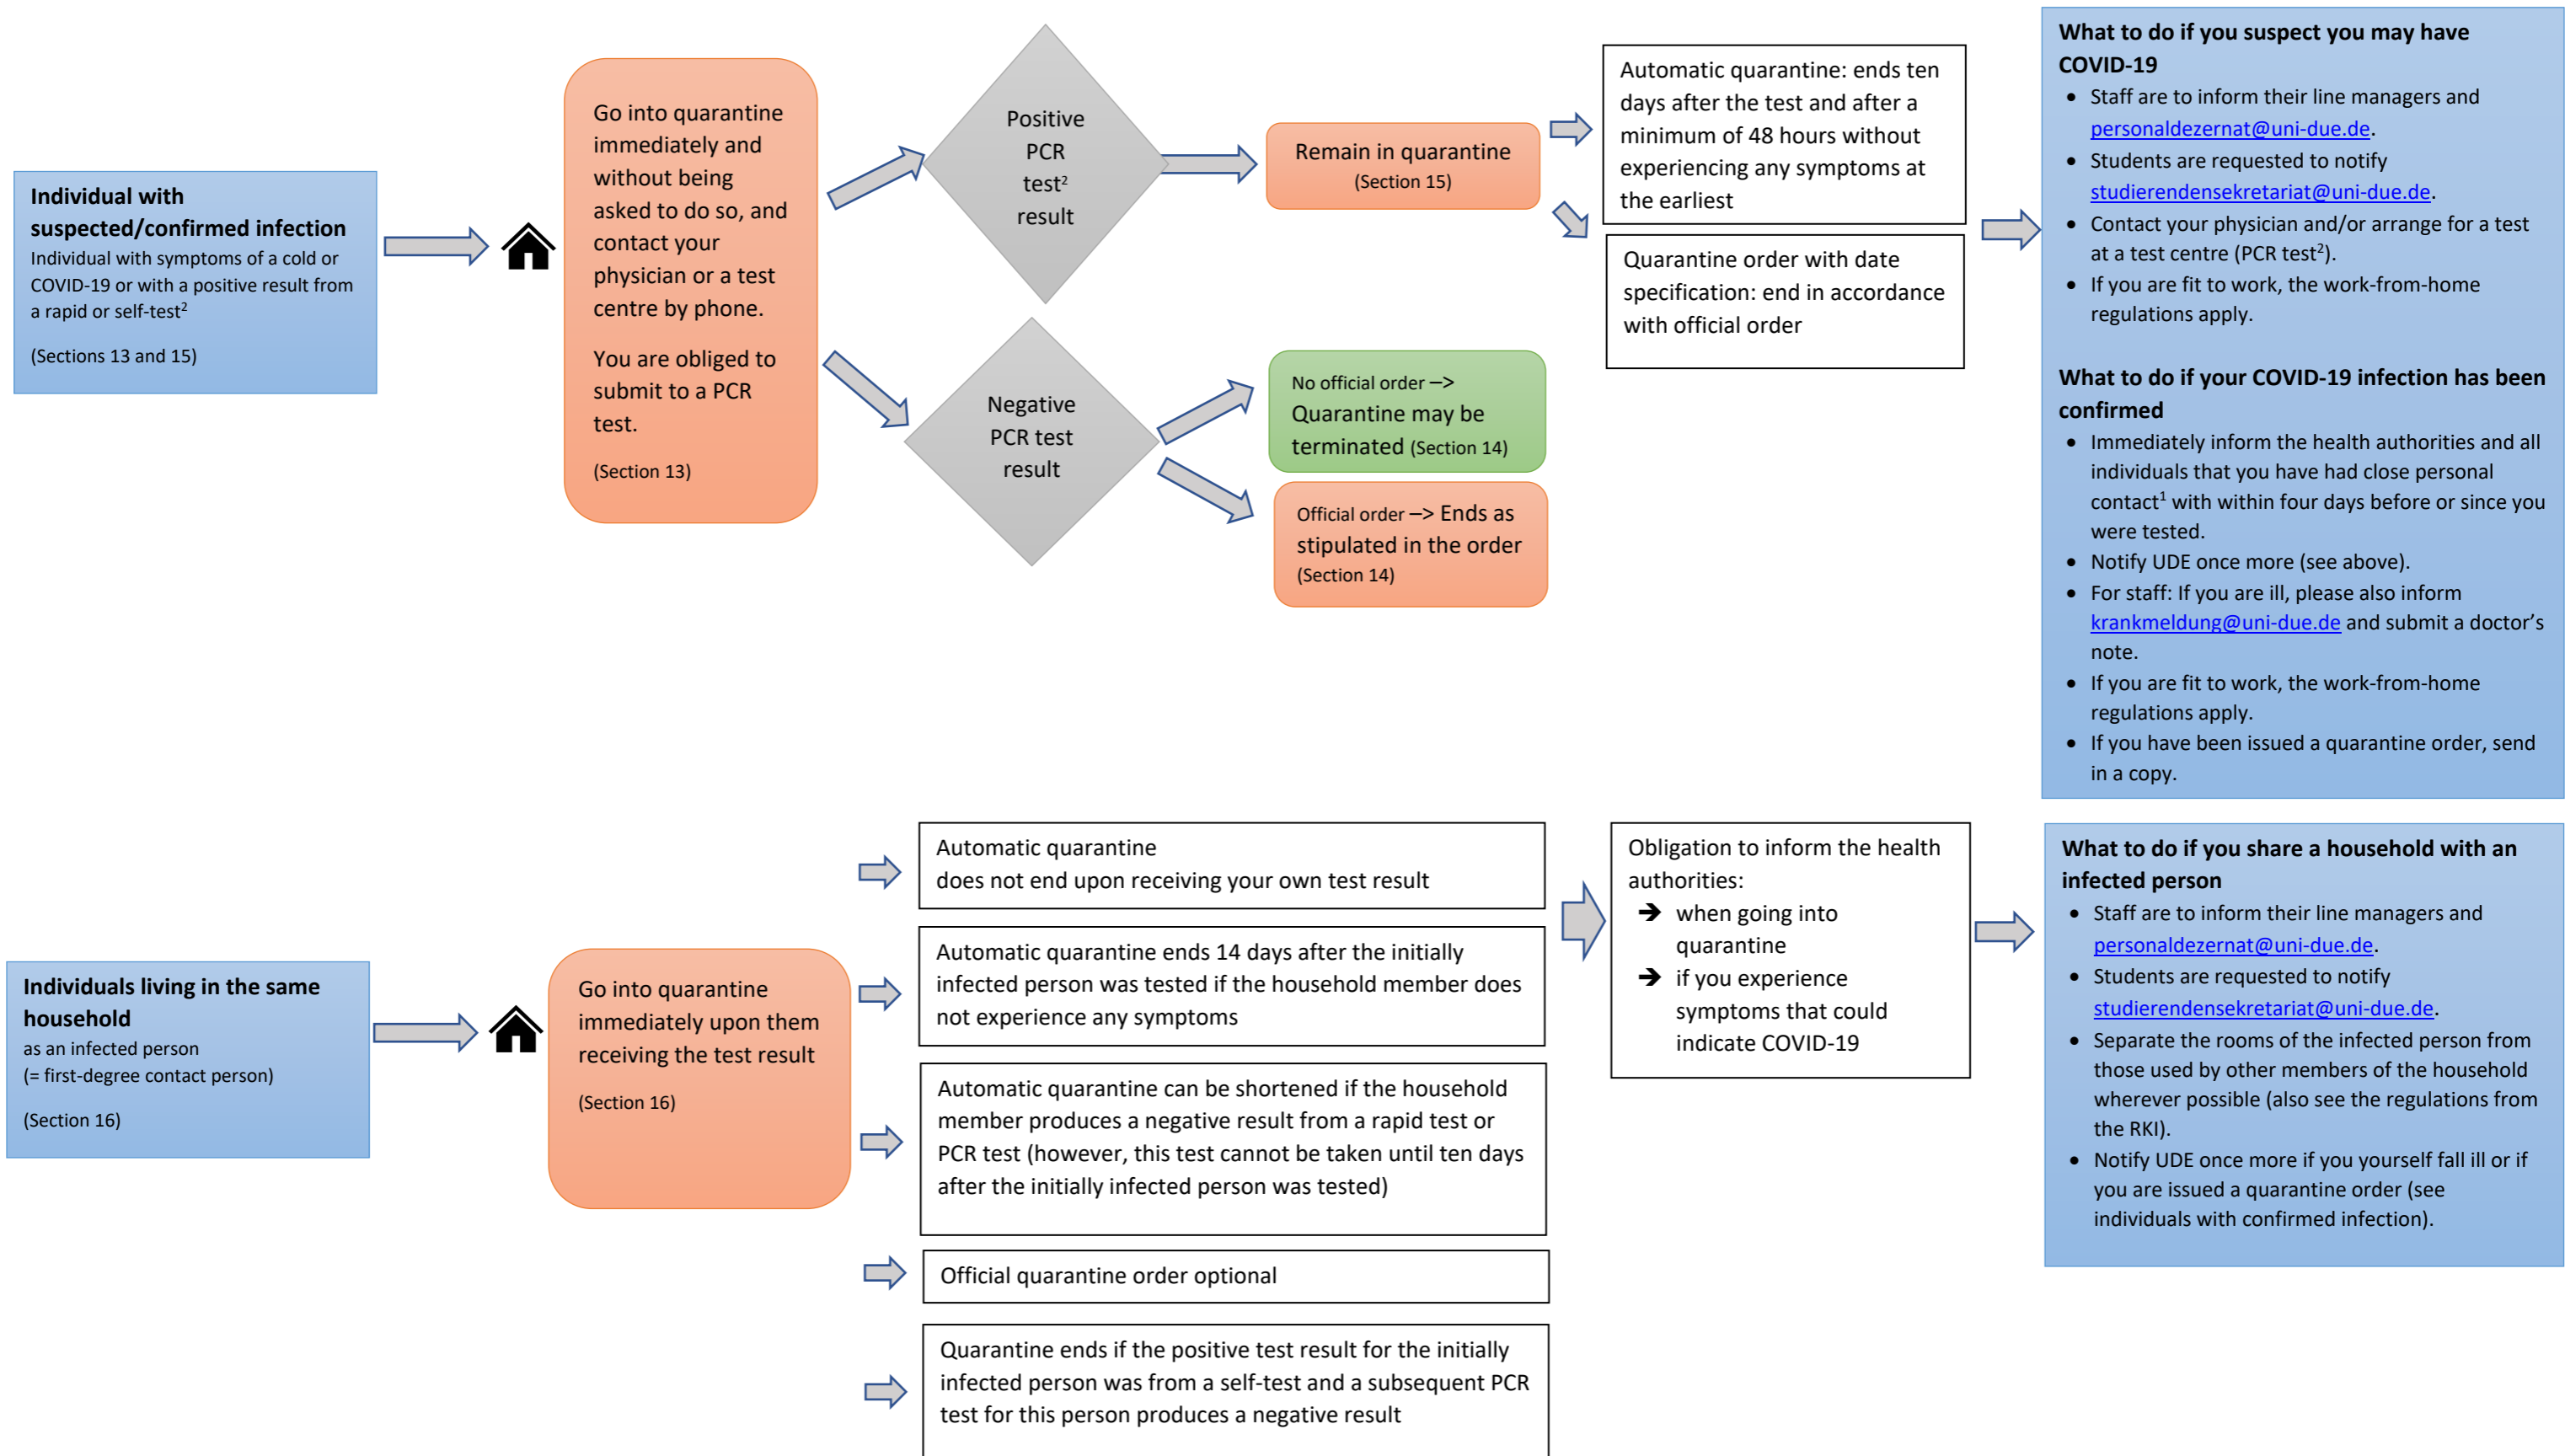 Individual with
suspected/confirmed infection
Individual with symptoms of a cold or
COVID-19 or with a positive result from
a rapid or self-test²
(Sections 13 and 15)
Go into quarantine
immediately and
without being
asked to do so, and
contact your
physician or a test
centre by phone.
You are obliged to
submit to a PCR
test.
(Section 13)
Positive
PCR
test²
result
Negative
PCR test
result
Remain in quarantine
(Section 15)
No official order –>
Quarantine may be
terminated (Section 14)
Official order –> Ends as
stipulated in the order
(Section 14)
Automatic quarantine: ends ten
days after the test and after a
minimum of 48 hours without
experiencing any symptoms at
the earliest
Quarantine order with date
specification: end in accordance
with official order
What to do if you suspect you may have
COVID-19
• Staff are to inform their line managers and
personaldezernat@uni-due.de.
• Students are requested to notify
studierendensekretariat@uni-due.de.
• Contact your physician and/or arrange for a test
at a test centre (PCR test²).
• If you are fit to work, the work-from-home
regulations apply.
What to do if your COVID-19 infection has been
confirmed
• Immediately inform the health authorities and all
individuals that you have had close personal
contact¹ with within four days before or since you
were tested.
• Notify UDE once more (see above).
• For staff: If you are ill, please also inform
krankmeldung@uni-due.de and submit a doctor’s
note.
• If you are fit to work, the work-from-home
regulations apply.
• If you have been issued a quarantine order, send
in a copy.
Individuals living in the same
household
as an infected person
(= first-degree contact person)
(Section 16)
Go into quarantine
immediately upon them
receiving the test result
(Section 16)
Automatic quarantine
does not end upon receiving your own test result
Automatic quarantine ends 14 days after the initially
infected person was tested if the household member does
not experience any symptoms
Automatic quarantine can be shortened if the household
member produces a negative result from a rapid test or
PCR test (however, this test cannot be taken until ten days
after the initially infected person was tested)
Official quarantine order optional
Quarantine ends if the positive test result for the initially
infected person was from a self-test and a subsequent PCR
test for this person produces a negative result
Obligation to inform the health
authorities:
➔ when going into
quarantine
➔ if you experience
symptoms that could
indicate COVID-19
What to do if you share a household with an
infected person
• Staff are to inform their line managers and
personaldezernat@uni-due.de.
• Students are requested to notify
studierendensekretariat@uni-due.de.
• Separate the rooms of the infected person from
those used by other members of the household
wherever possible (also see the regulations from
the RKI).
• Notify UDE once more if you yourself fall ill or if
you are issued a quarantine order (see
individuals with confirmed infection).